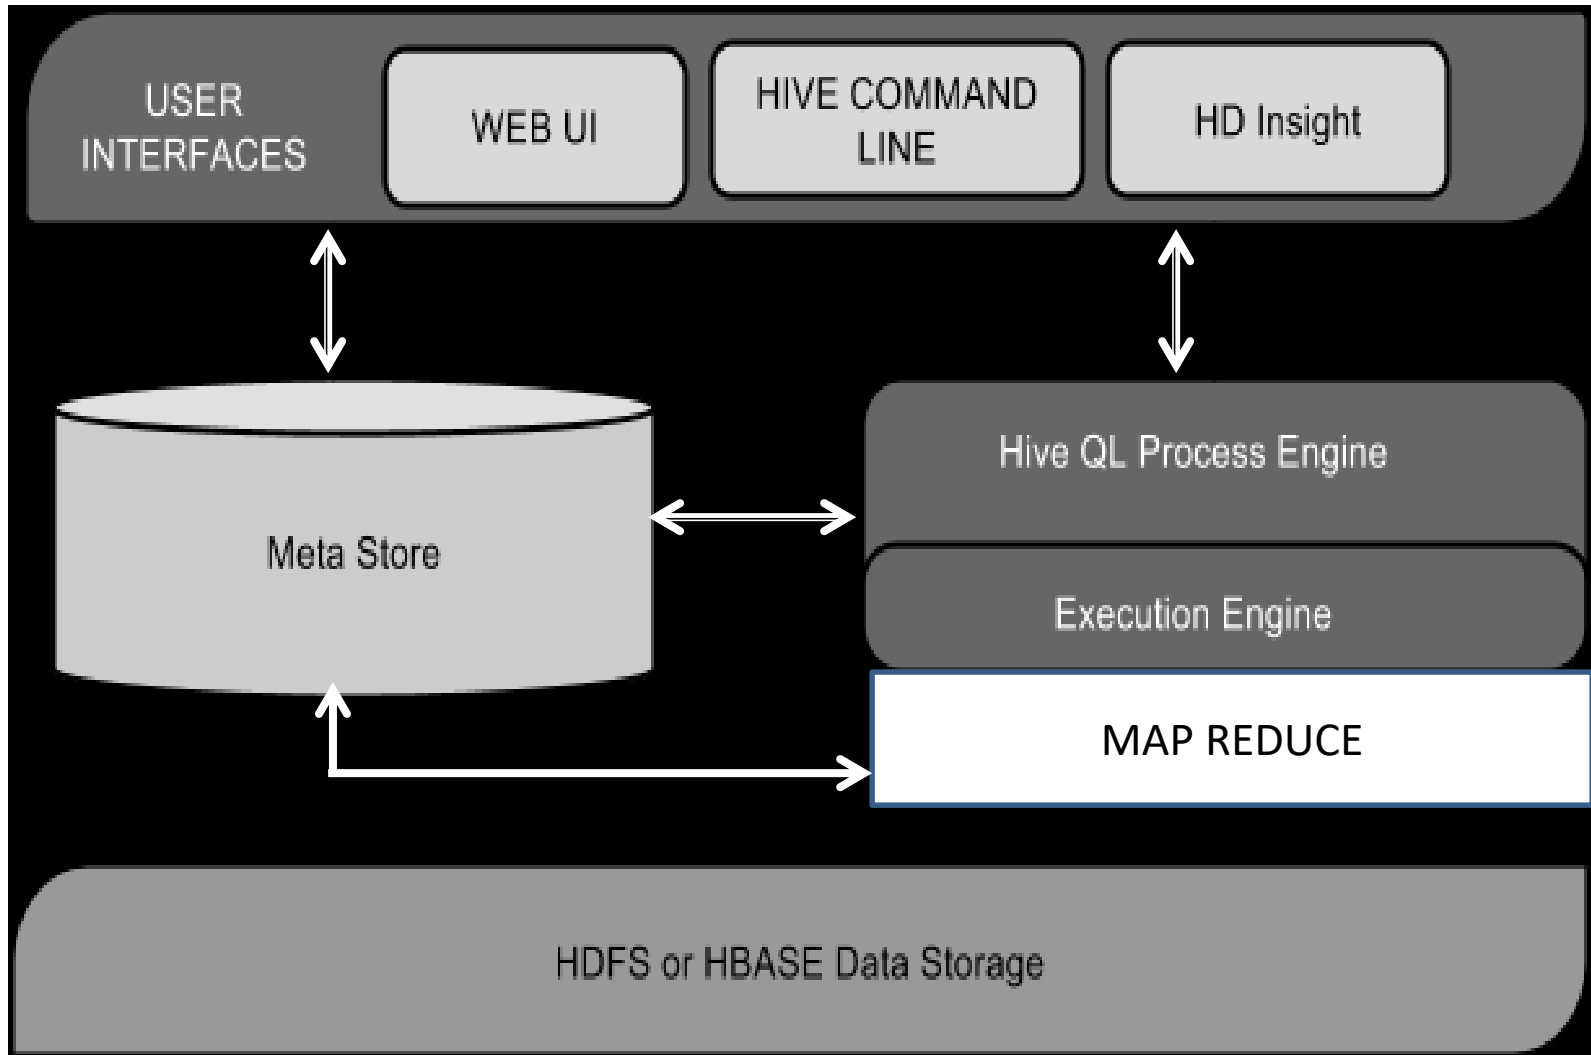 USER
INTERFACES
WEB UI
HIVE COMMAND
LINE
HD Insight
Meta Store
Hive QL Process Engine
Execution Engine
MAP REDUCE
HDFS or HBASE Data Storage